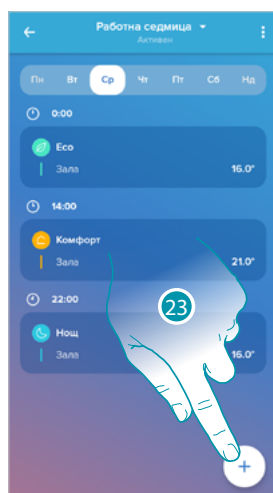 Работна седмица
Активен
Пн Вт Ср Чт Пт Сб Нд
0:00
Eco
Зала 16.0°
14:00
Комфорт
Зала 21.0°
22:00
Нощ
Зала 16.0°
23
+